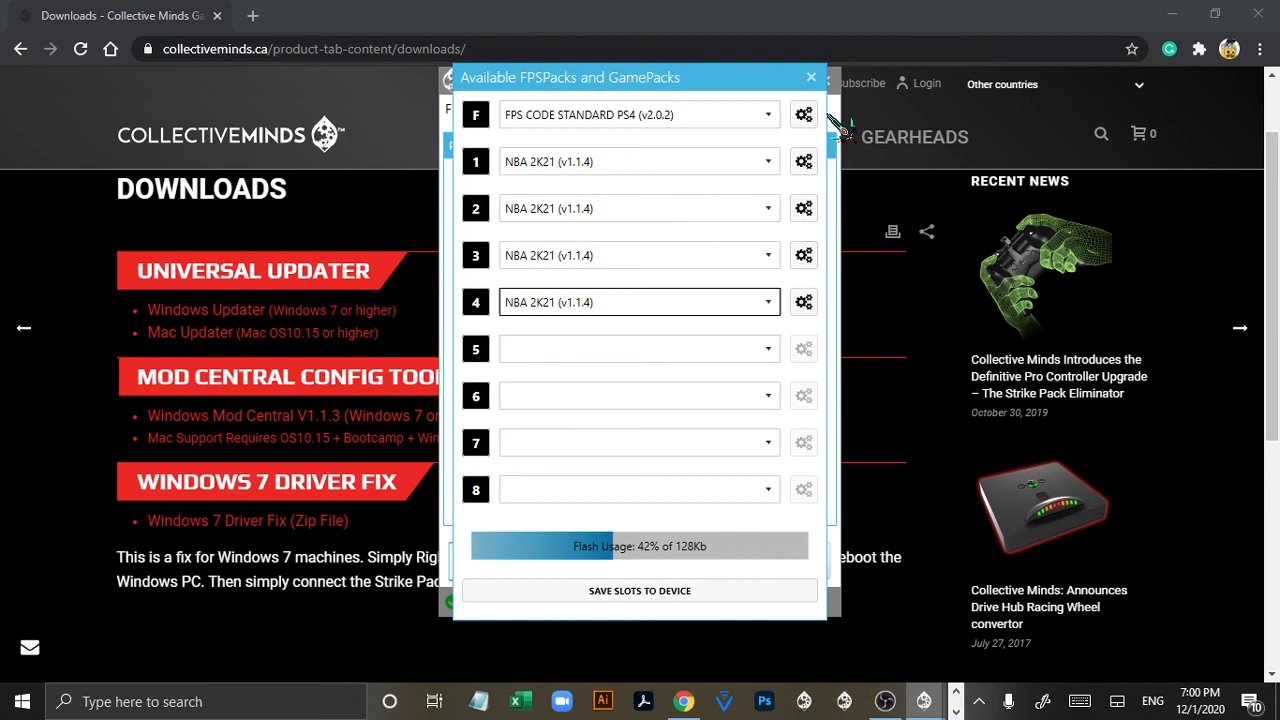 Downloads - Collective Minds Ga
collectiveminds.ca/product-tab-content/downloads/
Available FPSPacks and GamePacks
Subscribe
Login
Other countries
COLLECTIVEMINDS
GEARHEADS
0
F
FPS CODE STANDARD PS4 (v2.0.2)
1
NBA 2K21 (v1.1.4)
2
NBA 2K21 (v1.1.4)
3
NBA 2K21 (v1.1.4)
4
NBA 2K21 (v1.1.4)
5
6
7
8
Flash Usage: 42% of 128Kb
SAVE SLOTS TO DEVICE
DOWNLOADS
UNIVERSAL UPDATER
• Windows Updater (Windows 7 or higher)
• Mac Updater (Mac OS10.15 or higher)
MOD CENTRAL CONFIG TOO
• Windows Mod Central V1.1.3 (Windows 7 or
• Mac Support Requires OS10.15 + Bootcamp + Win
WINDOWS 7 DRIVER FIX
• Windows 7 Driver Fix (Zip File)
This is a fix for Windows 7 machines. Simply Rig eboot the
Windows PC. Then simply connect the Strike Pac
RECENT NEWS
Collective Minds Introduces the
Definitive Pro Controller Upgrade
– The Strike Pack Eliminator
October 30, 2019
Collective Minds: Announces
Drive Hub Racing Wheel
convertor
July 27, 2017
Type here to search
ENG
7:00 PM
12/1/2020
10